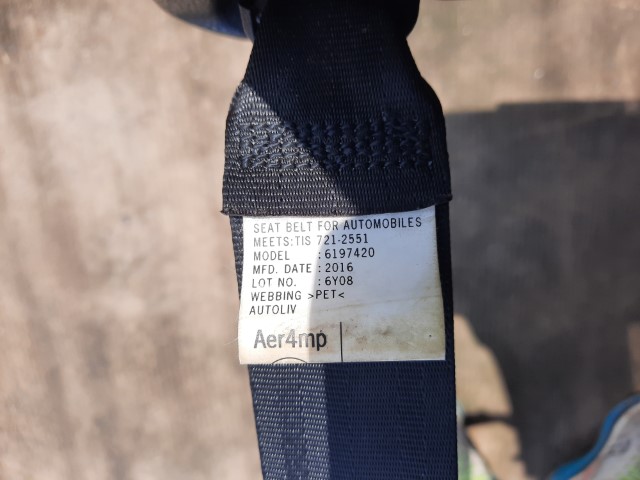 SEAT BELT FOR AUTOMOBILES
MEETS:TIS 721-2551
MODEL : 6197420
MFD. DATE : 2016
LOT NO. : 6Y08
WEBBING >PET<
AUTOLIV
Aer4mp